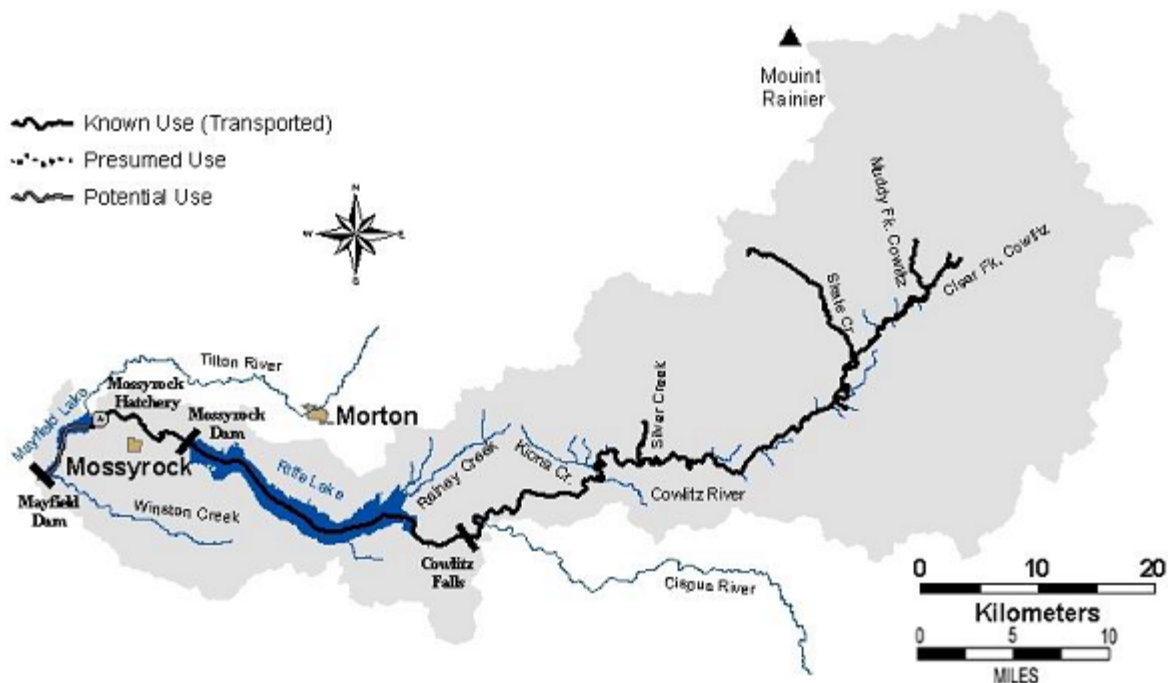 Mouint
Rainier
Known Use (Transported)
Presumed Use
Potential Use
N
W
E
S
Muddy Fk. Cowlitz
Clear Fk. Cowlitz
Skate Cr.
Tilton River
Mossyrock
Hatchery
Mossyrock
Dam
Morton
Mayfield Lake
Mossyrock
Mayfield
Dam
Winston Creek
Riffe Lake
Rainey Creek
Kiona Cr.
Silver Creek
Cowlitz River
Cowlitz
Falls
Cispus River
0 10 20
Kilometers
0 5 10
MILES